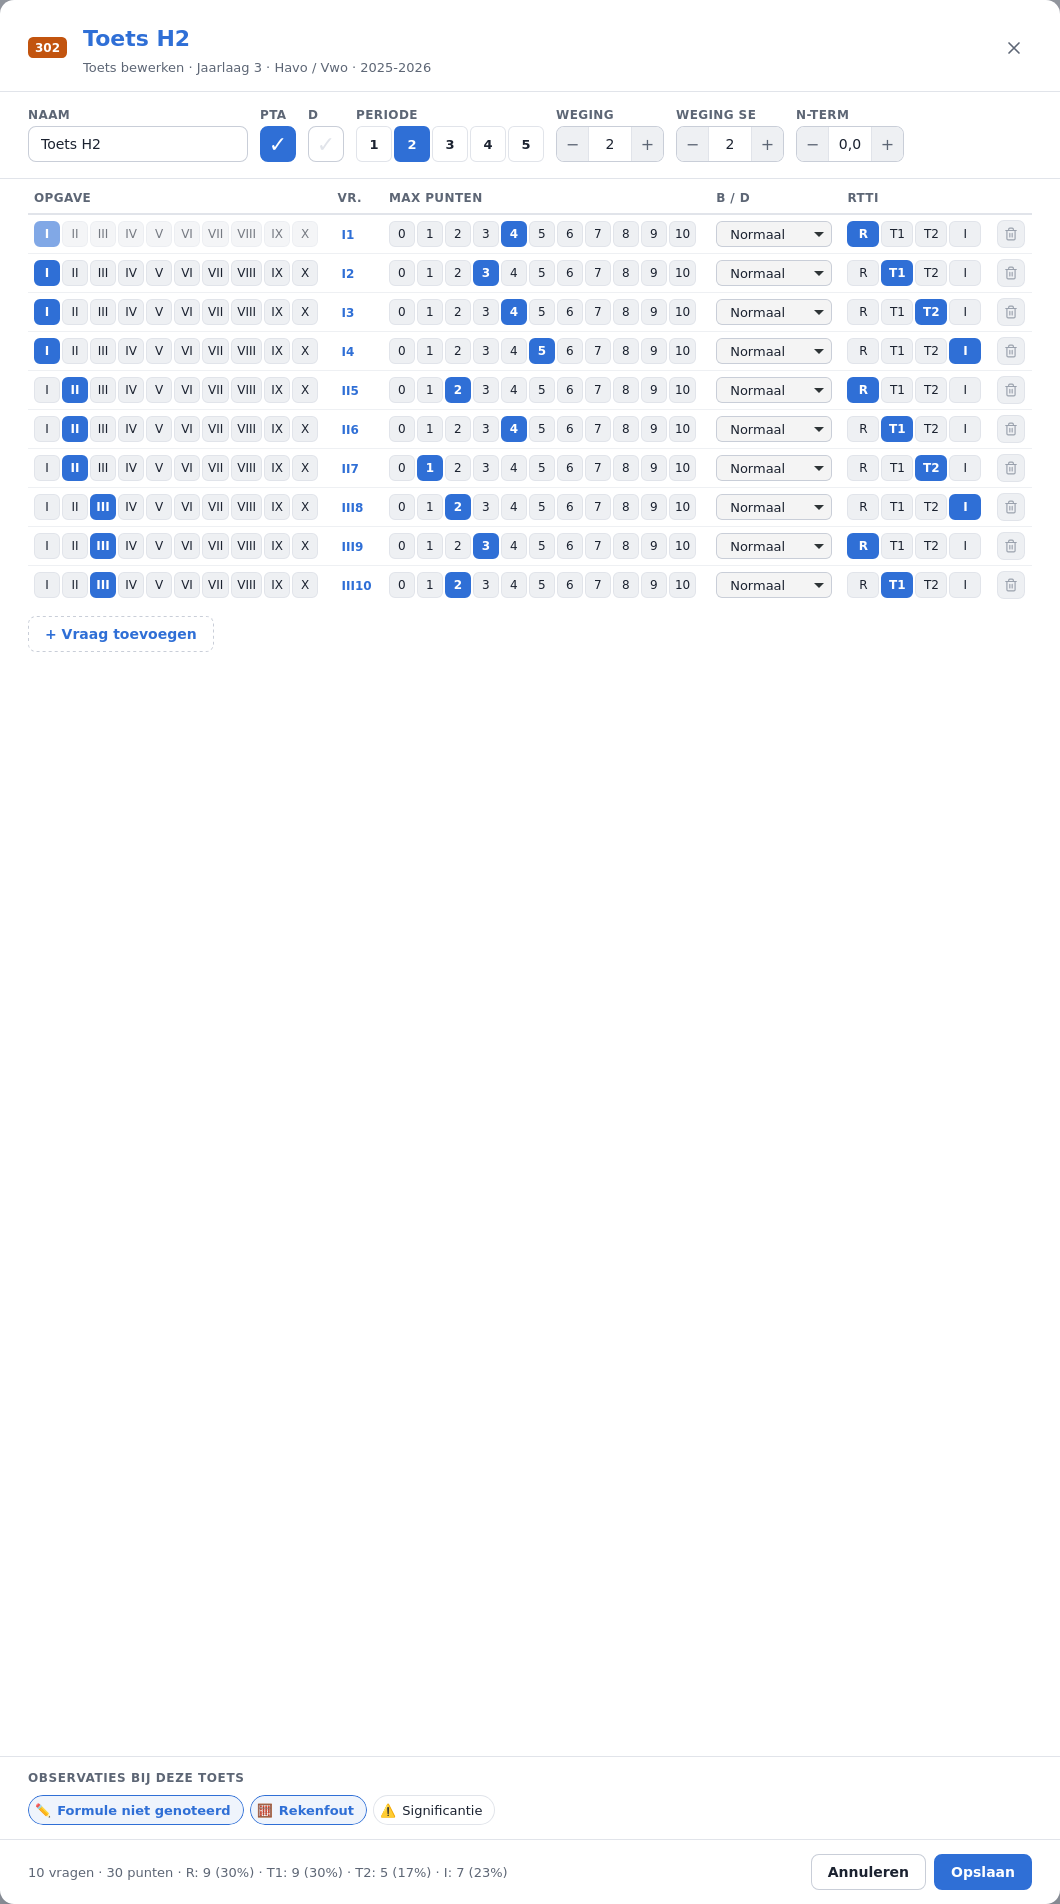 302
Toets H2
Toets bewerken · Jaarlaag 3 · Havo / Vwo · 2025-2026
NAAM PTA D PERIODE WEGING WEGING SE N-TERM
Toets H2 ✓ ✓ 1 2 3 4 5 − 2 + − 2 + − 0,0 +
OPGAVE VR. MAX PUNTEN B / D RTTI
I II III IV V VI VII VIII IX X I1 0 1 2 3 4 5 6 7 8 9 10 Normaal R T1 T2 I
I II III IV V VI VII VIII IX X I2 0 1 2 3 4 5 6 7 8 9 10 Normaal R T1 T2 I
I II III IV V VI VII VIII IX X I3 0 1 2 3 4 5 6 7 8 9 10 Normaal R T1 T2 I
I II III IV V VI VII VIII IX X I4 0 1 2 3 4 5 6 7 8 9 10 Normaal R T1 T2 I
I II III IV V VI VII VIII IX X II5 0 1 2 3 4 5 6 7 8 9 10 Normaal R T1 T2 I
I II III IV V VI VII VIII IX X II6 0 1 2 3 4 5 6 7 8 9 10 Normaal R T1 T2 I
I II III IV V VI VII VIII IX X II7 0 1 2 3 4 5 6 7 8 9 10 Normaal R T1 T2 I
I II III IV V VI VII VIII IX X III8 0 1 2 3 4 5 6 7 8 9 10 Normaal R T1 T2 I
I II III IV V VI VII VIII IX X III9 0 1 2 3 4 5 6 7 8 9 10 Normaal R T1 T2 I
I II III IV V VI VII VIII IX X III10 0 1 2 3 4 5 6 7 8 9 10 Normaal R T1 T2 I
+ Vraag toevoegen
OBSERVATIES BIJ DEZE TOETS
✏️ Formule niet genoteerd 🧮 Rekenfout ⚠️ Significantie
10 vragen · 30 punten · R: 9 (30%) · T1: 9 (30%) · T2: 5 (17%) · I: 7 (23%) Annuleren Opslaan